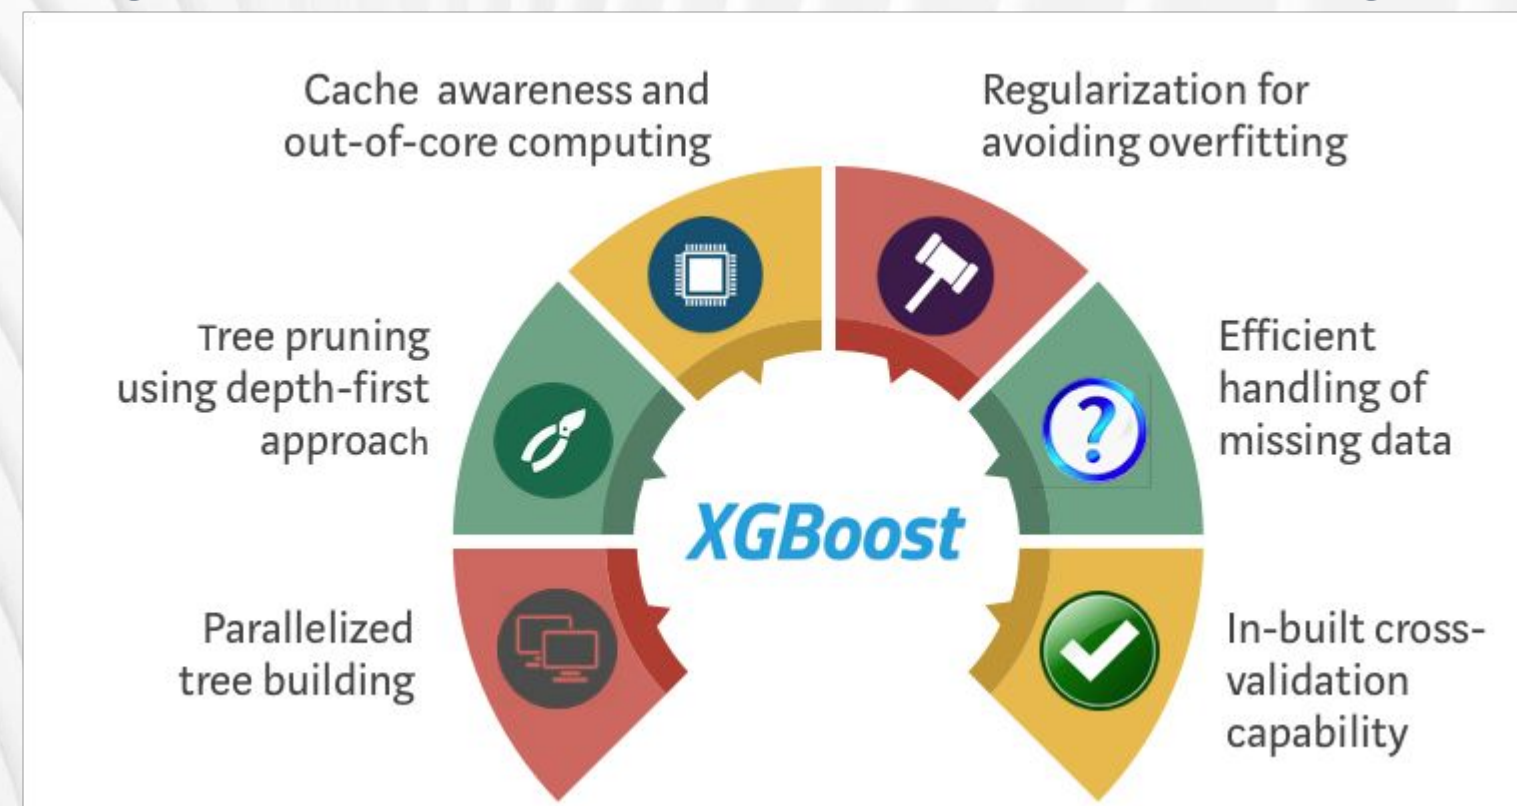 Cache awareness and
out-of-core computing
Regularization for
avoiding overfitting
Tree pruning
using depth-first
approach
Efficient
handling of
missing data
XGBoost
Parallelized
tree building
In-built cross-
validation
capability